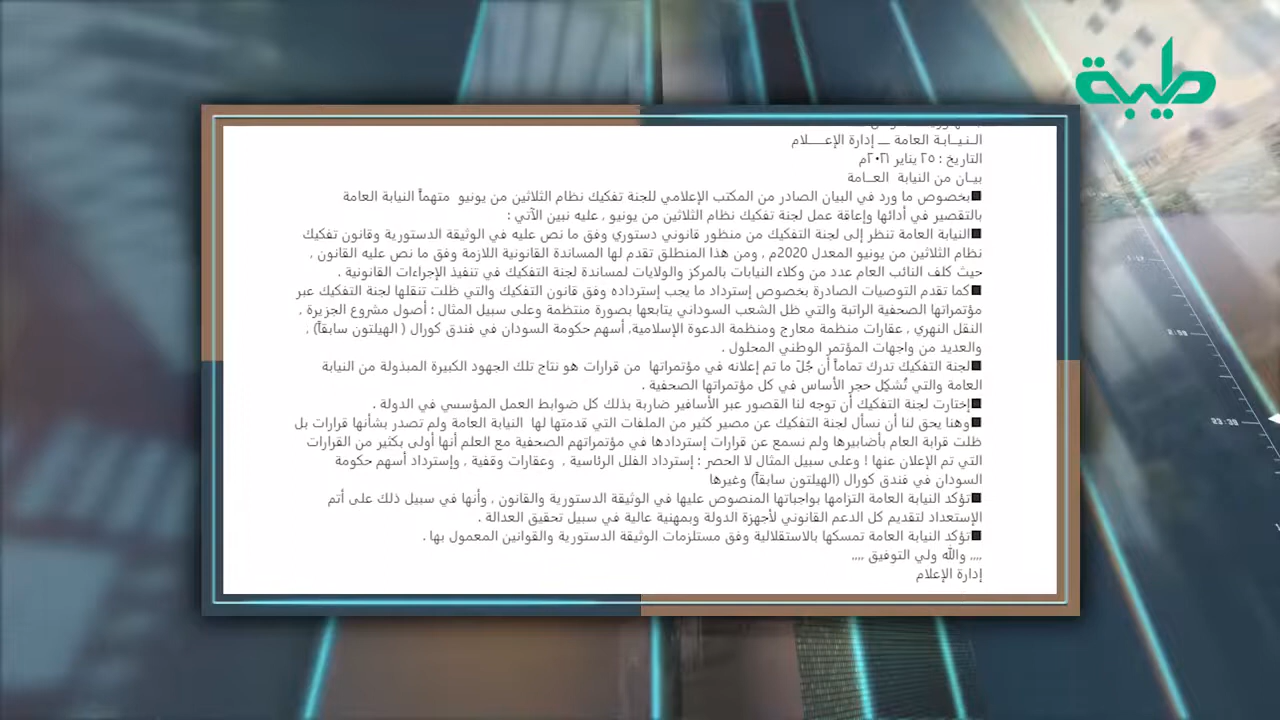 طيبة
الـنـيـابـة العامة ـــ إدارة الإعـــــلام
التاريخ : ٢٥ يناير ٢٠٢١م
بيـان من النيابة العــامة
■بخصوص ما ورد في البيان الصادر من المكتب الإعلامي للجنة تفكيك نظام الثلاثين من يونيو متهماً النيابة العامة
بالتقصير في أدائها وإعاقة عمل لجنة تفكيك نظام الثلاثين من يونيو , عليه نبين الآتي :
■النيابة العامة تنظر إلى لجنة التفكيك من منظور قانوني دستوري وفق ما نص عليه في الوثيقة الدستورية وقانون تفكيك
نظام الثلاثين من يونيو المعدل 2020م , ومن هذا المنطلق تقدم لها المساندة القانونية اللازمة وفق ما نص عليه القانون ,
حيث كلف النائب العام عدد من وكلاء النيابات بالمركز والولايات لمساندة لجنة التفكيك في تنفيذ الإجراءات القانونية .
■كما تقدم التوصيات الصادرة بخصوص إسترداد ما يجب إسترداده وفق قانون التفكيك والتي ظلت تنقلها لجنة التفكيك عبر
مؤتمراتها الصحفية الراتبة والتي ظل الشعب السوداني يتابعها بصورة منتظمة وعلى سبيل المثال : أصول مشروع الجزيرة ,
النقل النهري , عقارات منظمة معارج ومنظمة الدعوة الإسلامية, أسهم حكومة السودان في فندق كورال ( الهيلتون سابقاً) ,
والعديد من واجهات المؤتمر الوطني المحلول .
■لجنة التفكيك تدرك تماماً أن جُلّ ما تم إعلانه في مؤتمراتها من قرارات هو نتاج تلك الجهود الكبيرة المبذولة من النيابة
العامة والتي تُشكِل حجر الأساس في كل مؤتمراتها الصحفية .
■إختارت لجنة التفكيك أن توجه لنا القصور عبر الأسافير ضاربة بذلك كل ضوابط العمل المؤسسي في الدولة .
■وهنا يحق لنا أن نسأل لجنة التفكيك عن مصير كثير من الملفات التي قدمتها لها النيابة العامة ولم تصدر بشأنها قرارات بل
ظلت قرابة العام بأضابيرها ولم نسمع عن قرارات إستردادها في مؤتمراتهم الصحفية مع العلم أنها أولى بكثير من القرارات
التي تم الإعلان عنها ! وعلى سبيل المثال لا الحصر : إسترداد الفلل الرئاسية , وعقارات وقفية , وإسترداد أسهم حكومة
السودان في فندق كورال (الهيلتون سابقاً) وغيرها
■تؤكد النيابة العامة التزامها بواجباتها المنصوص عليها في الوثيقة الدستورية والقانون , وأنها في سبيل ذلك على أتم
الإستعداد لتقديم كل الدعم القانوني لأجهزة الدولة وبمهنية عالية في سبيل تحقيق العدالة .
■تؤكد النيابة العامة تمسكها بالاستقلالية وفق مستلزمات الوثيقة الدستورية والقوانين المعمول بها .
,,,, والله ولي التوفيق ,,,,
إدارة الإعلام